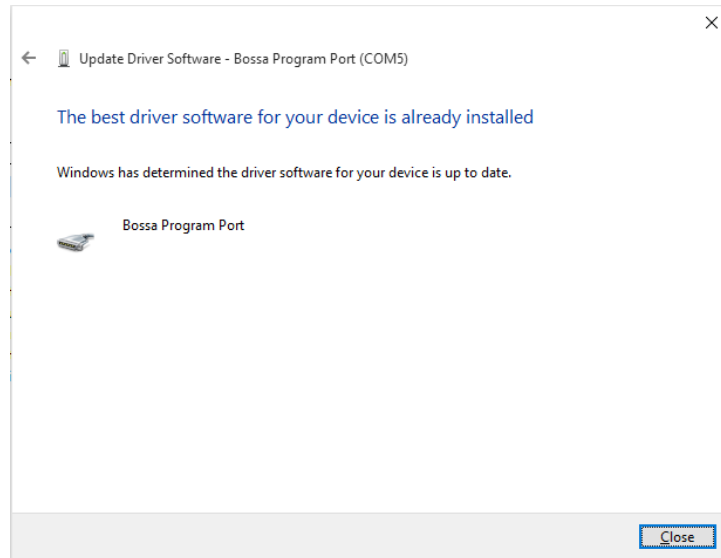 Update Driver Software - Bossa Program Port (COM5)
The best driver software for your device is already installed
Windows has determined the driver software for your device is up to date.
Bossa Program Port
Close